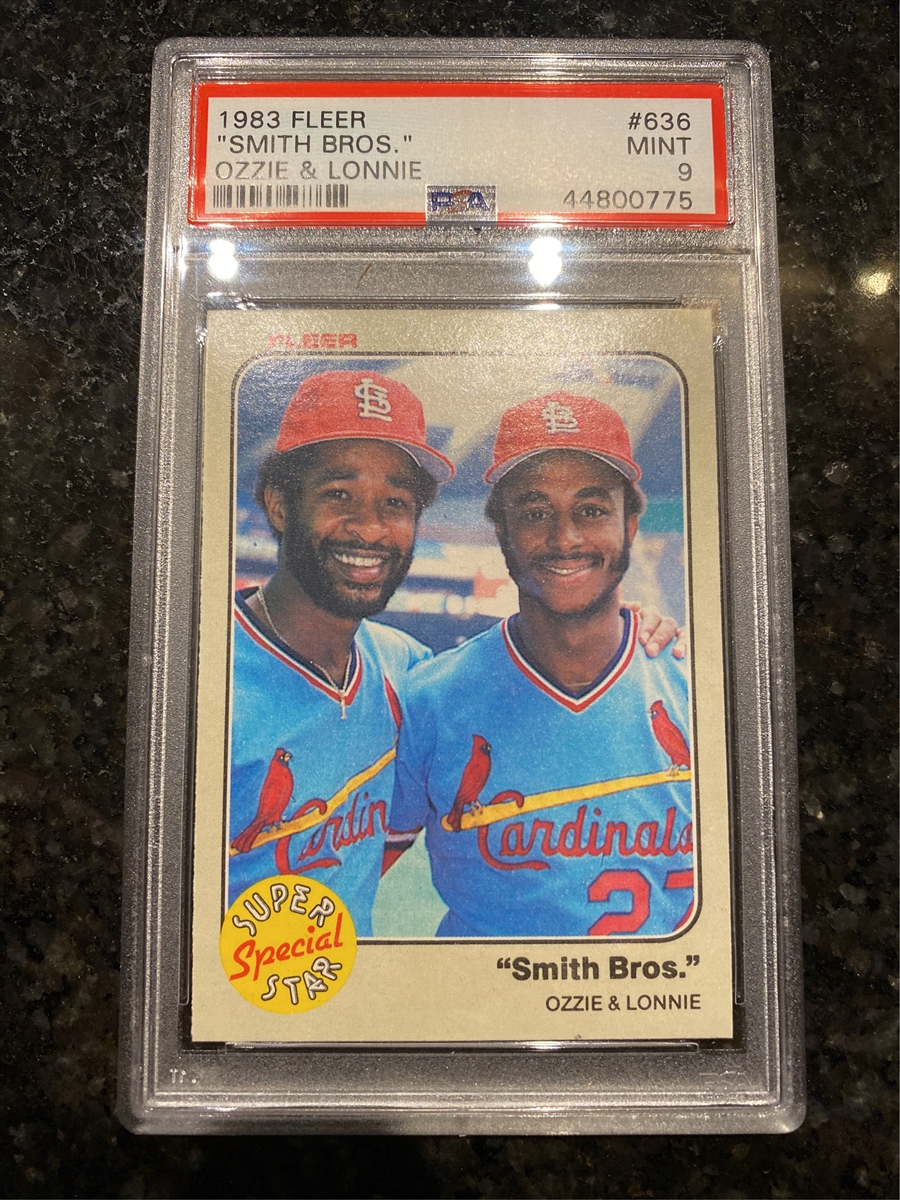 1983 FLEER #636
"SMITH BROS." MINT
OZZIE & LONNIE 9
PSA 44800775
FLEER
StL
StL
Cardin
Cardinals
27
SUPER
Special
STAR
“Smith Bros.”
OZZIE & LONNIE